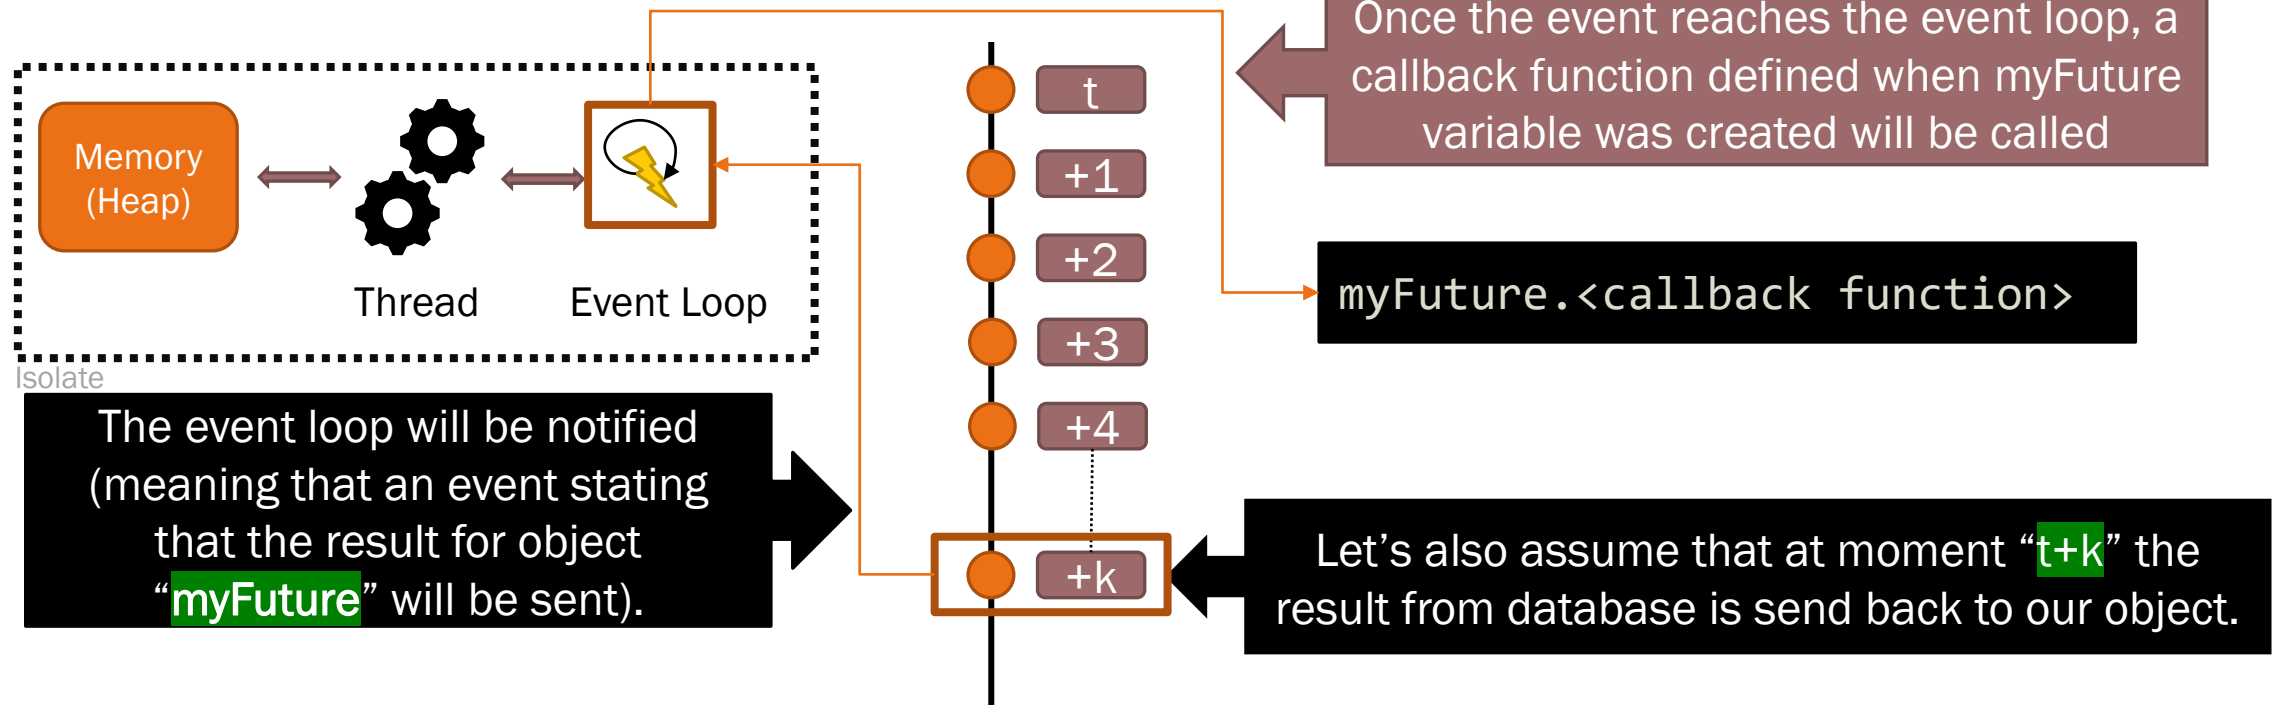 Once the event reaches the event loop, a
callback function defined when myFuture
variable was created will be called
Memory
(Heap)
Thread
Event Loop
Isolate
t
+1
+2
+3
+4
+k
myFuture.<callback function>
The event loop will be notified
(meaning that an event stating
that the result for object
“myFuture” will be sent).
Let’s also assume that at moment “t+k” the
result from database is send back to our object.